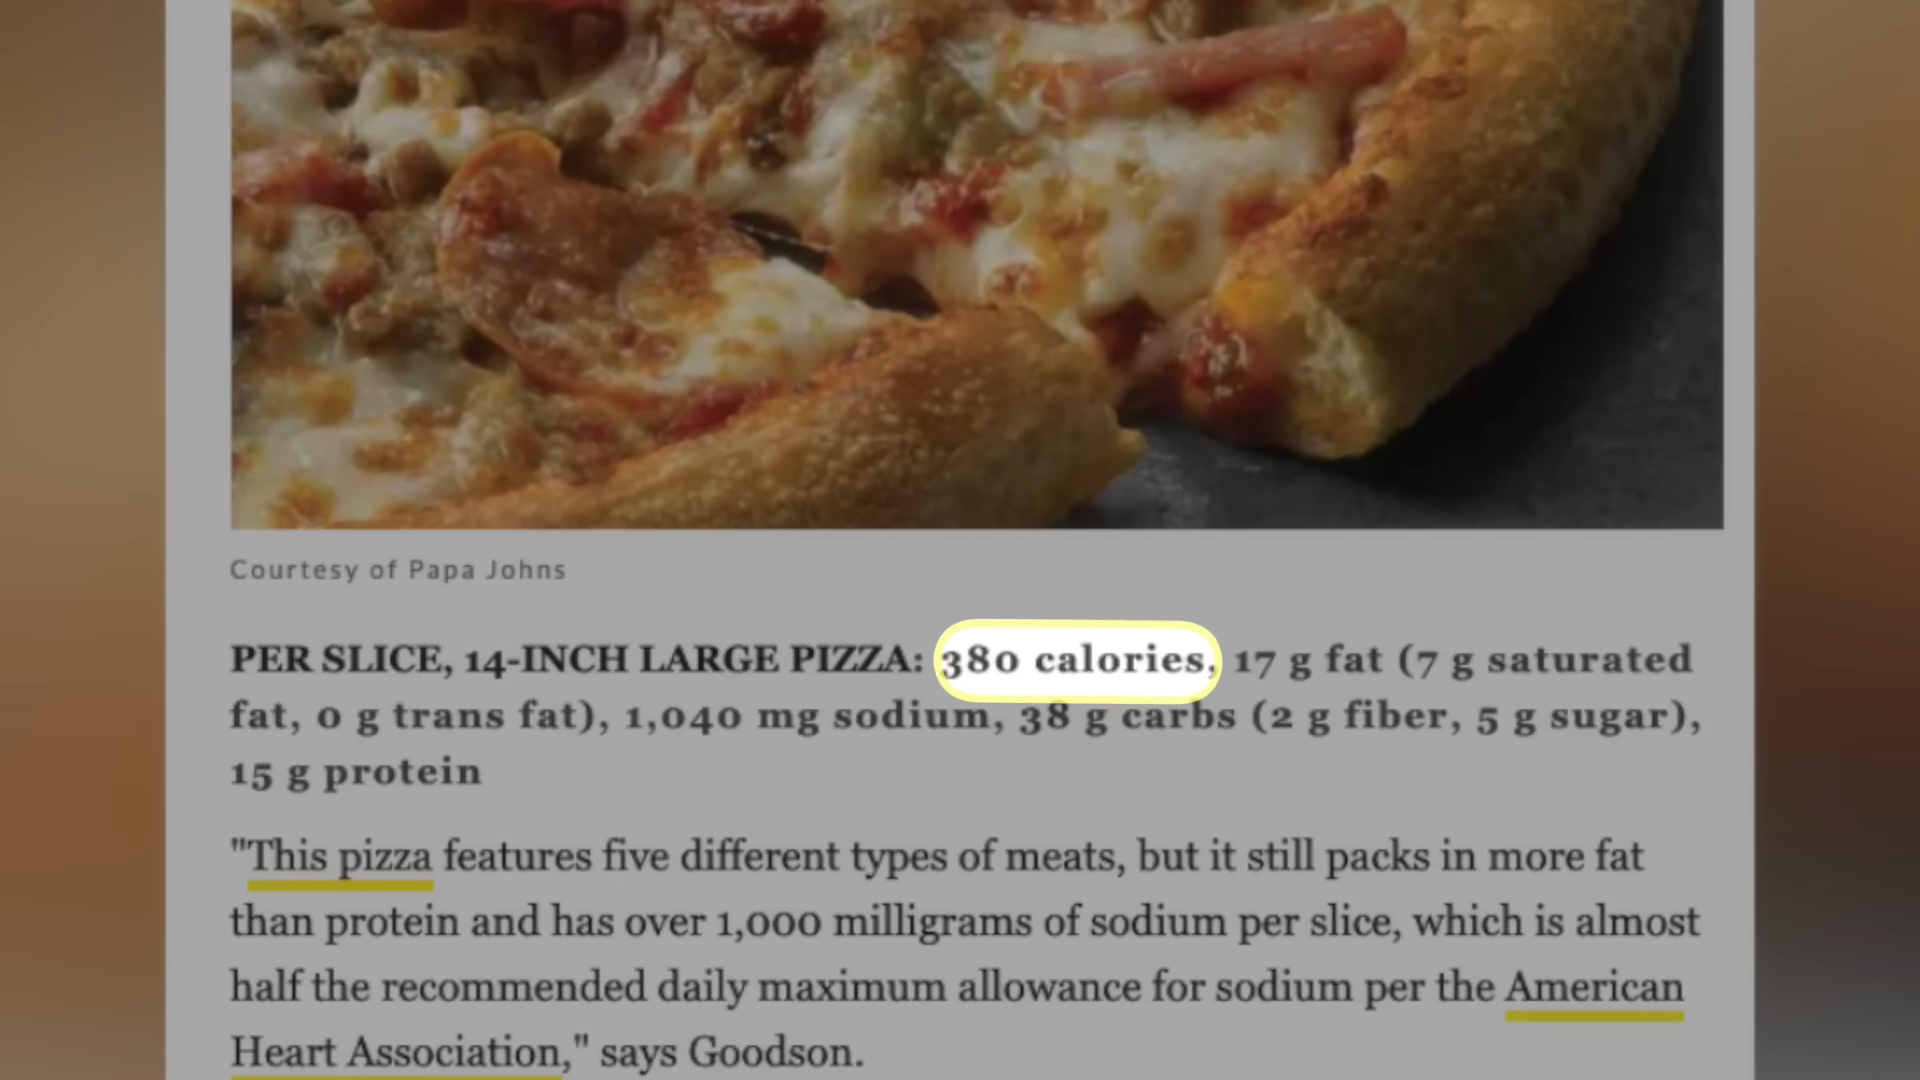 Courtesy of Papa Johns
PER SLICE, 14-INCH LARGE PIZZA: 380 calories, 17 g fat (7 g saturated
fat, 0 g trans fat), 1,040 mg sodium, 38 g carbs (2 g fiber, 5 g sugar),
15 g protein
"This pizza features five different types of meats, but it still packs in more fat
than protein and has over 1,000 milligrams of sodium per slice, which is almost
half the recommended daily maximum allowance for sodium per the American
Heart Association," says Goodson.